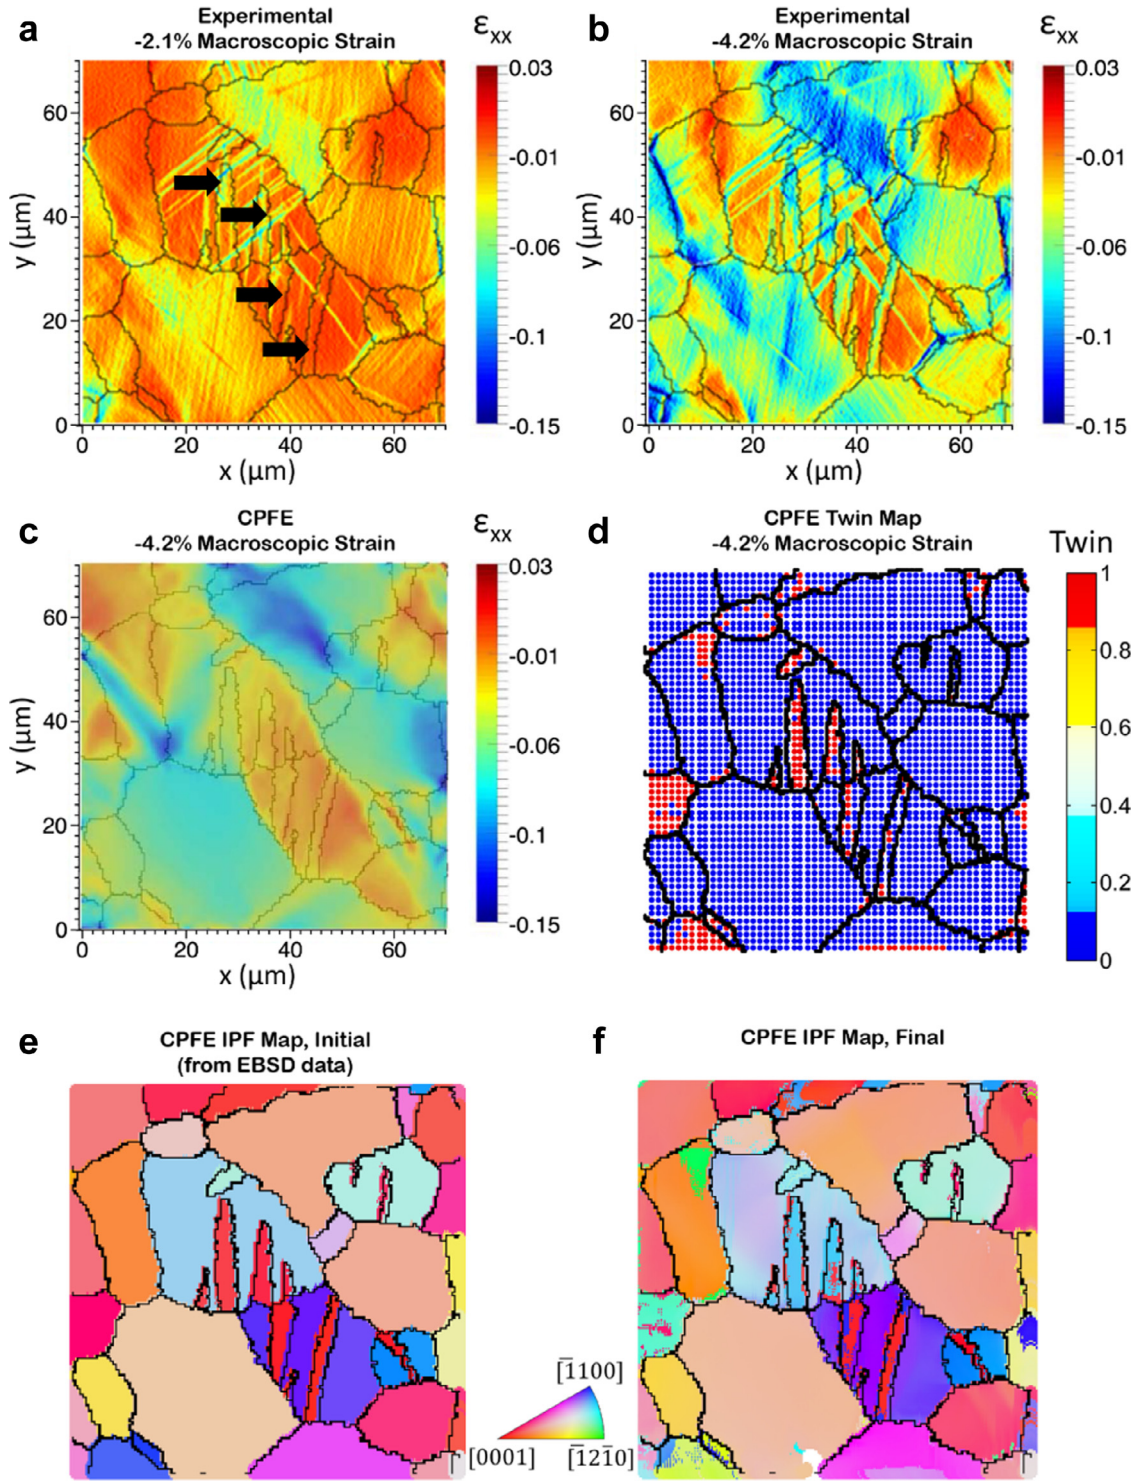 a
Experimental
-2.1% Macroscopic Strain
εxx
60
40
20
0
y (μm)
0 20 40 60
x (μm)
0.03
-0.01
-0.06
-0.1
-0.15
b
Experimental
-4.2% Macroscopic Strain
εxx
60
40
20
0
y (μm)
0 20 40 60
x (μm)
0.03
-0.01
-0.06
-0.1
-0.15
c
CPFE
-4.2% Macroscopic Strain
εxx
60
40
20
0
y (μm)
0 20 40 60
x (μm)
0.03
-0.01
-0.06
-0.1
-0.15
d
CPFE Twin Map
-4.2% Macroscopic Strain
Twin
1
0.8
0.6
0.4
0.2
0
e
CPFE IPF Map, Initial
(from EBSD data)
f
CPFE IPF Map, Final
[1̅100]
[0001] [1̅21̅0]